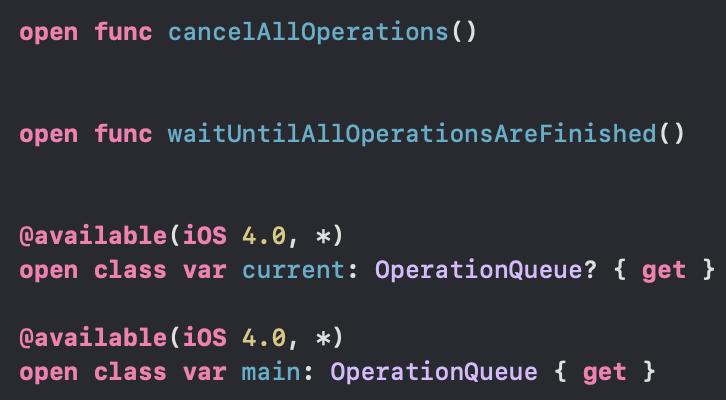 open func cancelAllOperations()
open func waitUntilAllOperationsAreFinished()
@available(iOS 4.0, *)
open class var current: OperationQueue? { get }
@available(iOS 4.0, *)
open class var main: OperationQueue { get }